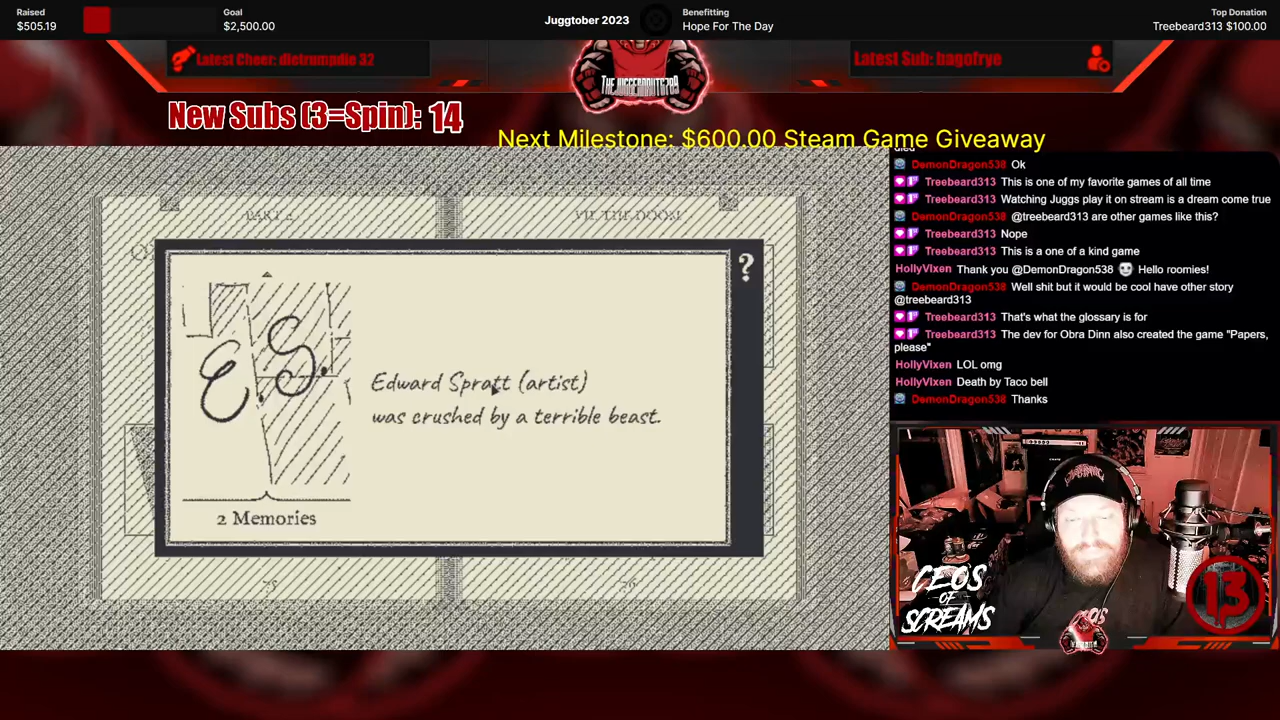 Raised
$505.19
Goal
$2,500.00
Juggtober 2023
Benefitting
Hope For The Day
Top Donation
Treebeard313 $100.00
Latest Cheer: dietrumpdie 32
THEJUGGERNAUT6789
Latest Sub: bagofrye
New Subs (3=Spin): 14
Next Milestone: $600.00 Steam Game Giveaway
PART 2
VII. THE DOOM
?
E.S.
Edward Spratt (artist)
was crushed by a terrible beast.
2 Memories
died
DemonDragon538 Ok
Treebeard313 This is one of my favorite games of all time
Treebeard313 Watching Juggs play it on stream is a dream come true
DemonDragon538 @treebeard313 are other games like this?
Treebeard313 Nope
Treebeard313 This is a one of a kind game
HollyVixen Thank you @DemonDragon538 Hello roomies!
DemonDragon538 Well shit but it would be cool have other story
@treebeard313
Treebeard313 That's what the glossary is for
Treebeard313 The dev for Obra Dinn also created the game "Papers,
please"
HollyVixen LOL omg
HollyVixen Death by Taco bell
DemonDragon538 Thanks
CEOS
OF
SCREAMS
13